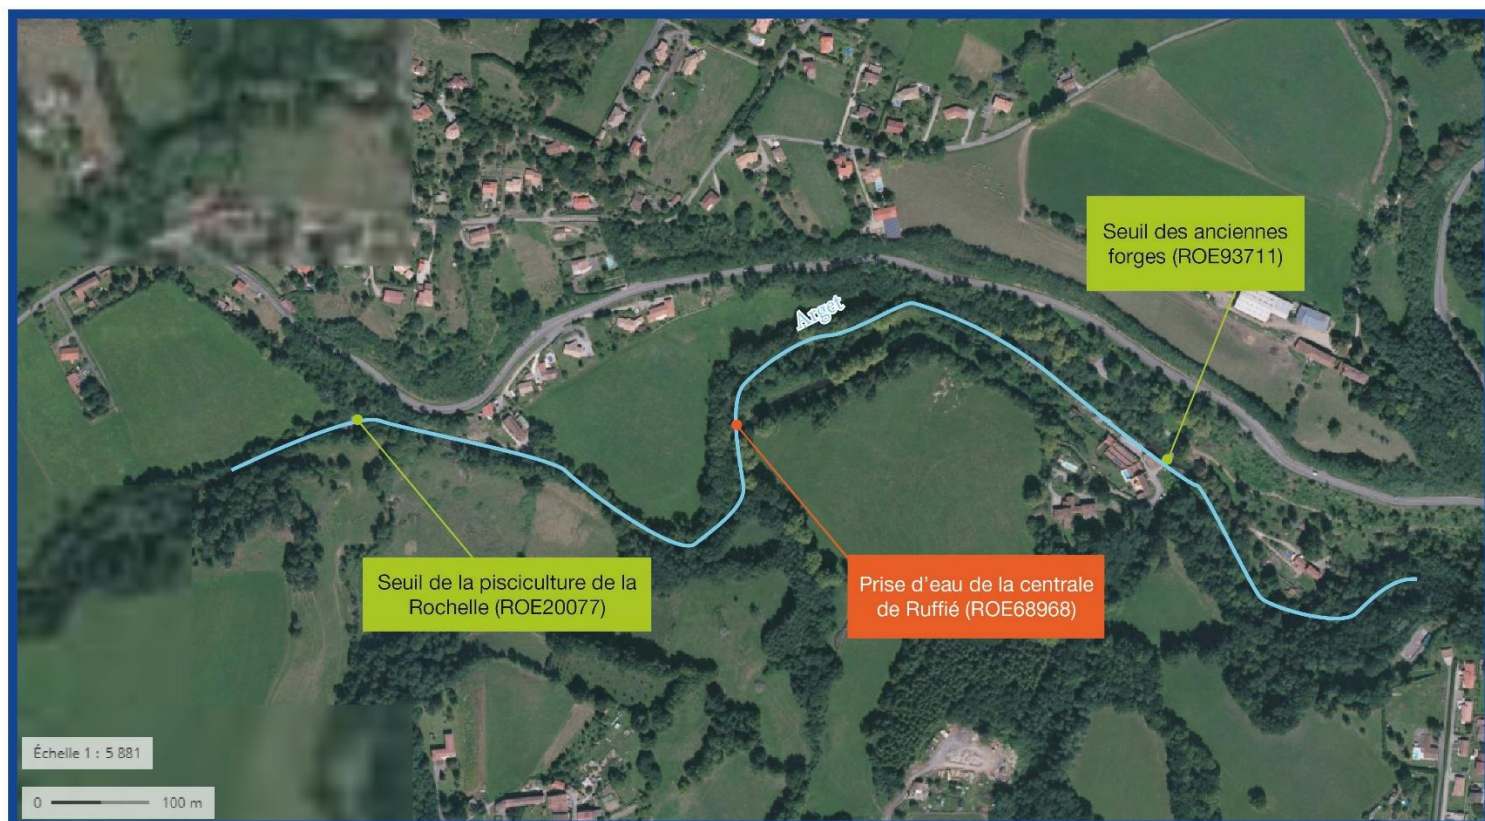 Seuil des anciennes
forges (ROE93711)
Arget
Seuil de la pisciculture de la
Rochelle (ROE20077)
Prise d'eau de la centrale
de Ruffié (ROE68968)
Échelle 1 : 5 881
0 100 m